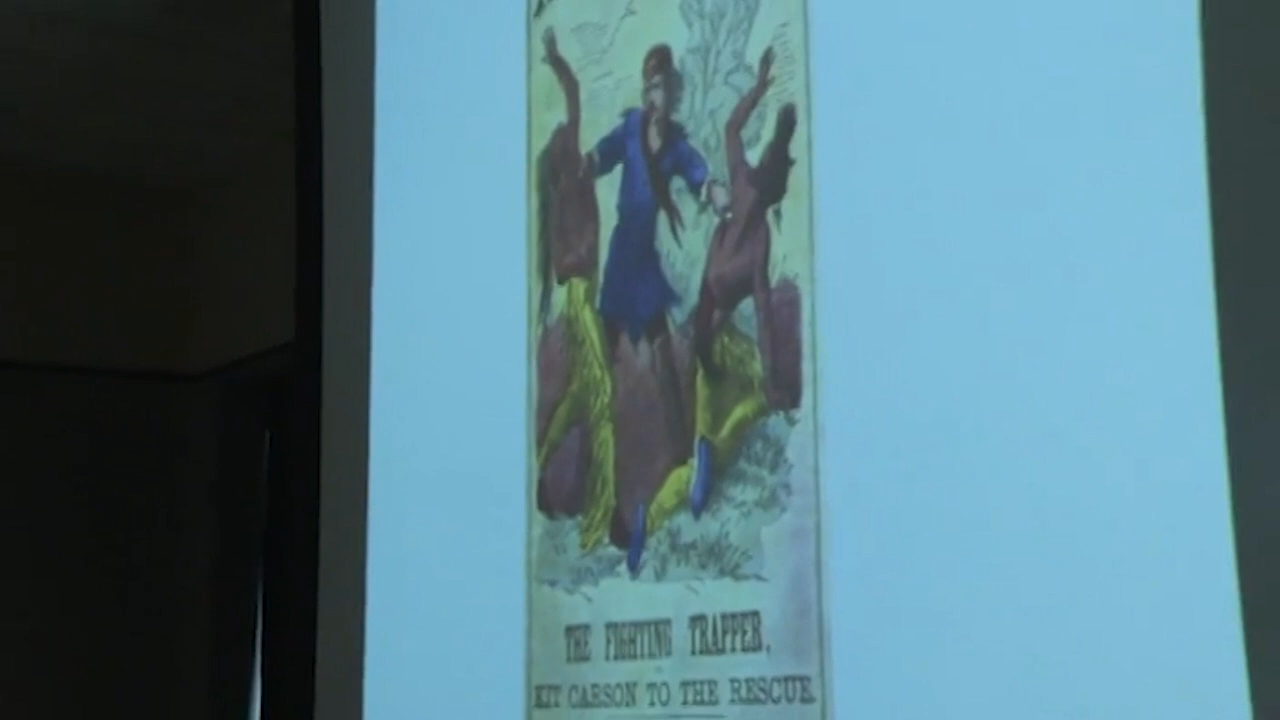 THE FIGHTING TRAPPER,
KIT CARSON TO THE RESCUE.